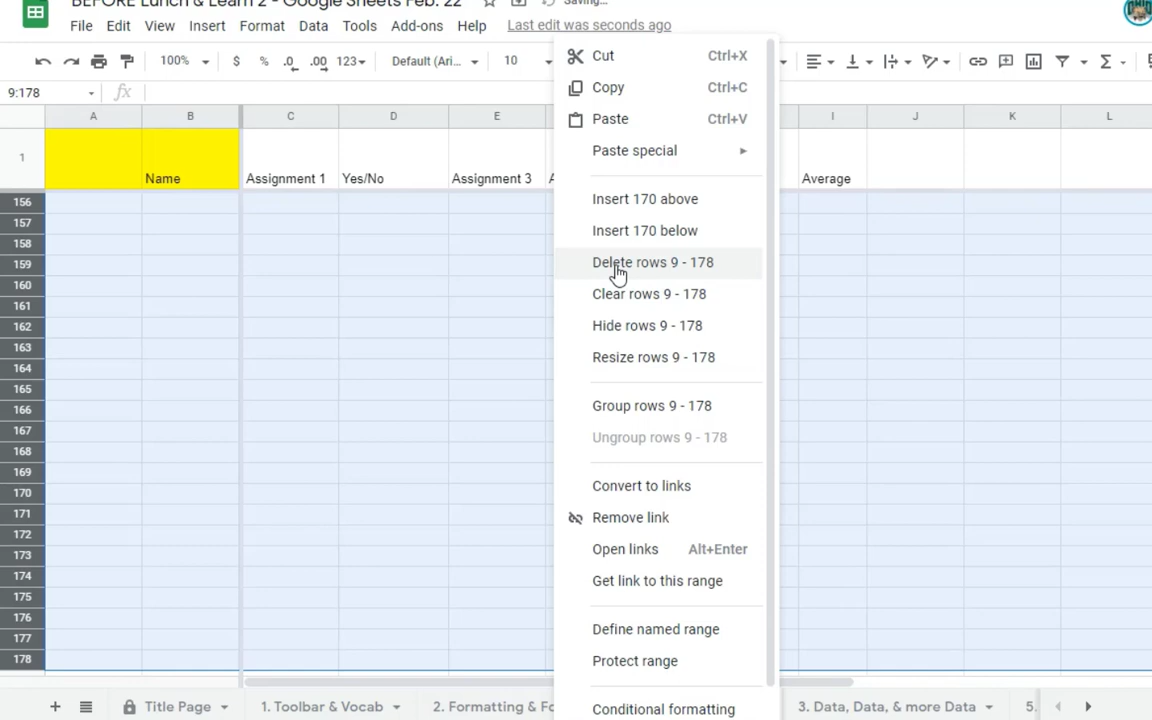 BEFORE Lunch & Learn 2 - Google Sheets Feb. 22 Saving...
File Edit View Insert Format Data Tools Add-ons Help Last edit was seconds ago
100% $ % .0 .00 123 Default (Ari... 10
9:178 fx
A B C D E I J K L
1 Name Assignment 1 Yes/No Assignment 3 Average
156
157
158
159
160
161
162
163
164
165
166
167
168
169
170
171
172
173
174
175
176
177
178
Cut Ctrl+X
Copy Ctrl+C
Paste Ctrl+V
Paste special
Insert 170 above
Insert 170 below
Delete rows 9 - 178
Clear rows 9 - 178
Hide rows 9 - 178
Resize rows 9 - 178
Group rows 9 - 178
Ungroup rows 9 - 178
Convert to links
Remove link
Open links Alt+Enter
Get link to this range
Define named range
Protect range
Conditional formatting
Title Page 1. Toolbar & Vocab 2. Formatting & Fo 3. Data, Data, & more Data 5.